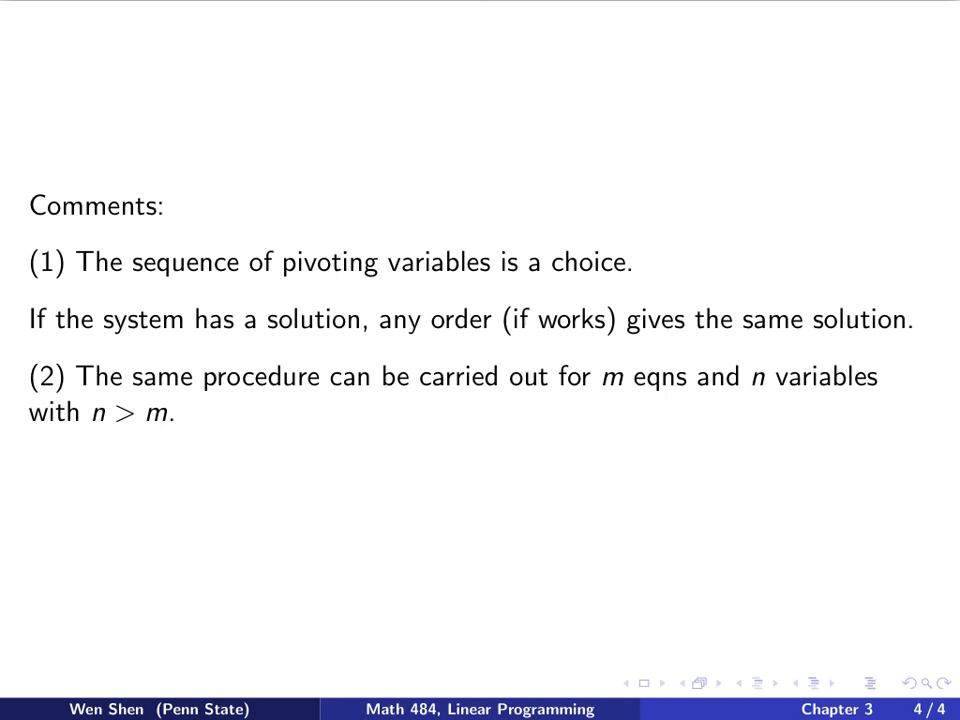 Comments:
(1) The sequence of pivoting variables is a choice.
If the system has a solution, any order (if works) gives the same solution.
(2) The same procedure can be carried out for m eqns and n variables
with n > m.
Wen Shen (Penn State) Math 484, Linear Programming Chapter 3 4 / 4